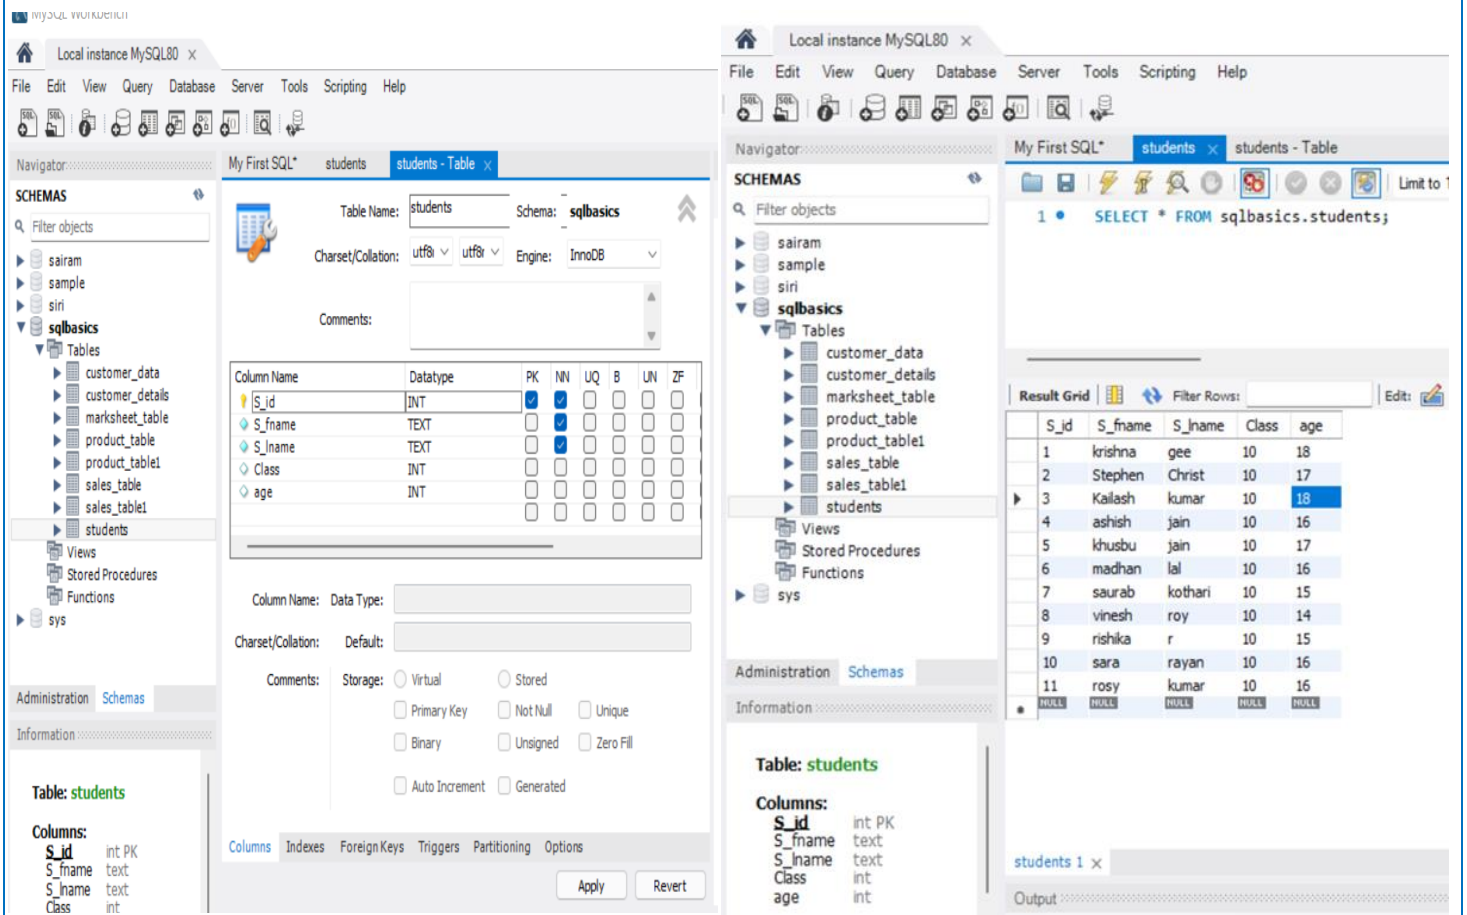 MySQL Workbench
Local instance MySQL80 ×
File Edit View Query Database Server Tools Scripting Help
Navigator
SCHEMAS
Filter objects
sairam
sample
siri
sqlbasics
Tables
customer_data
customer_details
marksheet_table
product_table
product_table1
sales_table
sales_table1
students
Views
Stored Procedures
Functions
sys
Administration Schemas
Information
Table: students
Columns:
S_id int PK
S_fname text
S_lname text
Class int
My First SQL* students students - Table ×
Table Name: students Schema: sqlbasics
Charset/Collation: utf8 utf8 Engine: InnoDB
Comments:
Column Name Datatype PK NN UQ B UN ZF
S_id INT
S_fname TEXT
S_lname TEXT
Class INT
age INT
Column Name: Data Type:
Charset/Collation: Default:
Comments: Storage: Virtual Stored
Primary Key Not Null Unique
Binary Unsigned Zero Fill
Auto Increment Generated
Columns Indexes Foreign Keys Triggers Partitioning Options
Apply Revert
Local instance MySQL80 ×
File Edit View Query Database Server Tools Scripting Help
Navigator
SCHEMAS
Filter objects
sairam
sample
siri
sqlbasics
Tables
customer_data
customer_details
marksheet_table
product_table
product_table1
sales_table
sales_table1
students
Views
Stored Procedures
Functions
sys
Administration Schemas
Information
Table: students
Columns:
S_id int PK
S_fname text
S_lname text
Class int
age int
My First SQL* students × students - Table
Limit to 1
1 SELECT * FROM sqlbasics.students;
Result Grid Filter Rows: Edit:
S_id S_fname S_lname Class age
1 krishna gee 10 18
2 Stephen Christ 10 17
3 Kailash kumar 10 18
4 ashish jain 10 16
5 khusbu jain 10 17
6 madhan lal 10 16
7 saurab kothari 10 15
8 vinesh roy 10 14
9 rishika r 10 15
10 sara rayan 10 16
11 rosy kumar 10 16
NULL NULL NULL NULL NULL
students 1 ×
Output